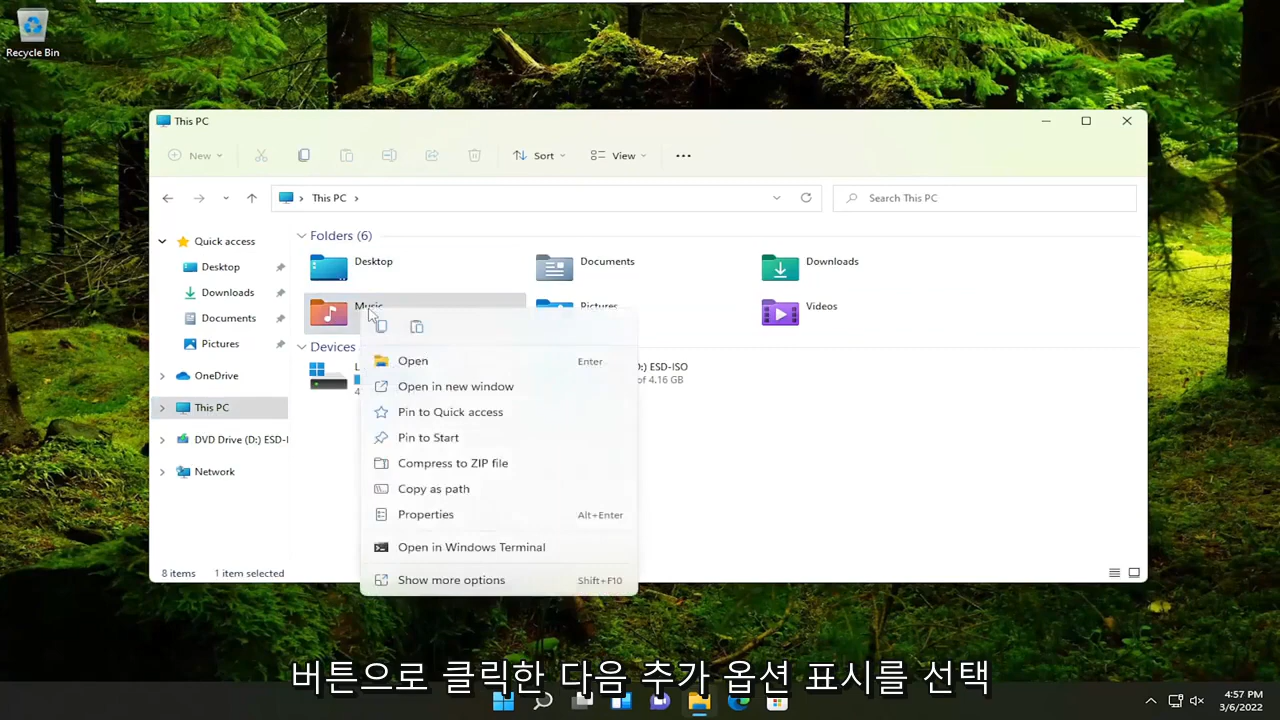 Recycle Bin
This PC
New
Sort
View
This PC
Search This PC
Quick access
Desktop
Downloads
Documents
Pictures
OneDrive
This PC
DVD Drive (D:) ESD-I
Network
Folders (6)
Desktop
Documents
Downloads
Music
Pictures
Videos
Devices
:) ESD-ISO
of 4.16 GB
Open Enter
Open in new window
Pin to Quick access
Pin to Start
Compress to ZIP file
Copy as path
Properties Alt+Enter
Open in Windows Terminal
Show more options Shift+F10
8 items 1 item selected
버튼으로 클릭한 다음 추가 옵션 표시를 선택
4:57 PM
3/6/2022